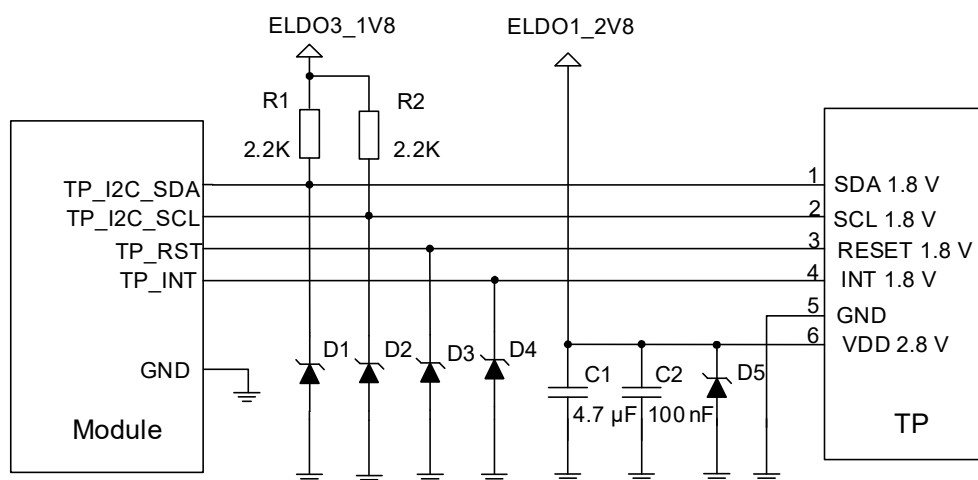 ELDO3_1V8
ELDO1_2V8
R1
R2
2.2K
2.2K
TP_I2C_SDA
TP_I2C_SCL
TP_RST
TP_INT
GND
Module
1
SDA 1.8 V
2
SCL 1.8 V
3
RESET 1.8 V
4
INT 1.8 V
5
GND
6
VDD 2.8 V
D1
D2
D3
D4
C1
4.7 µF
C2
100 nF
D5
TP